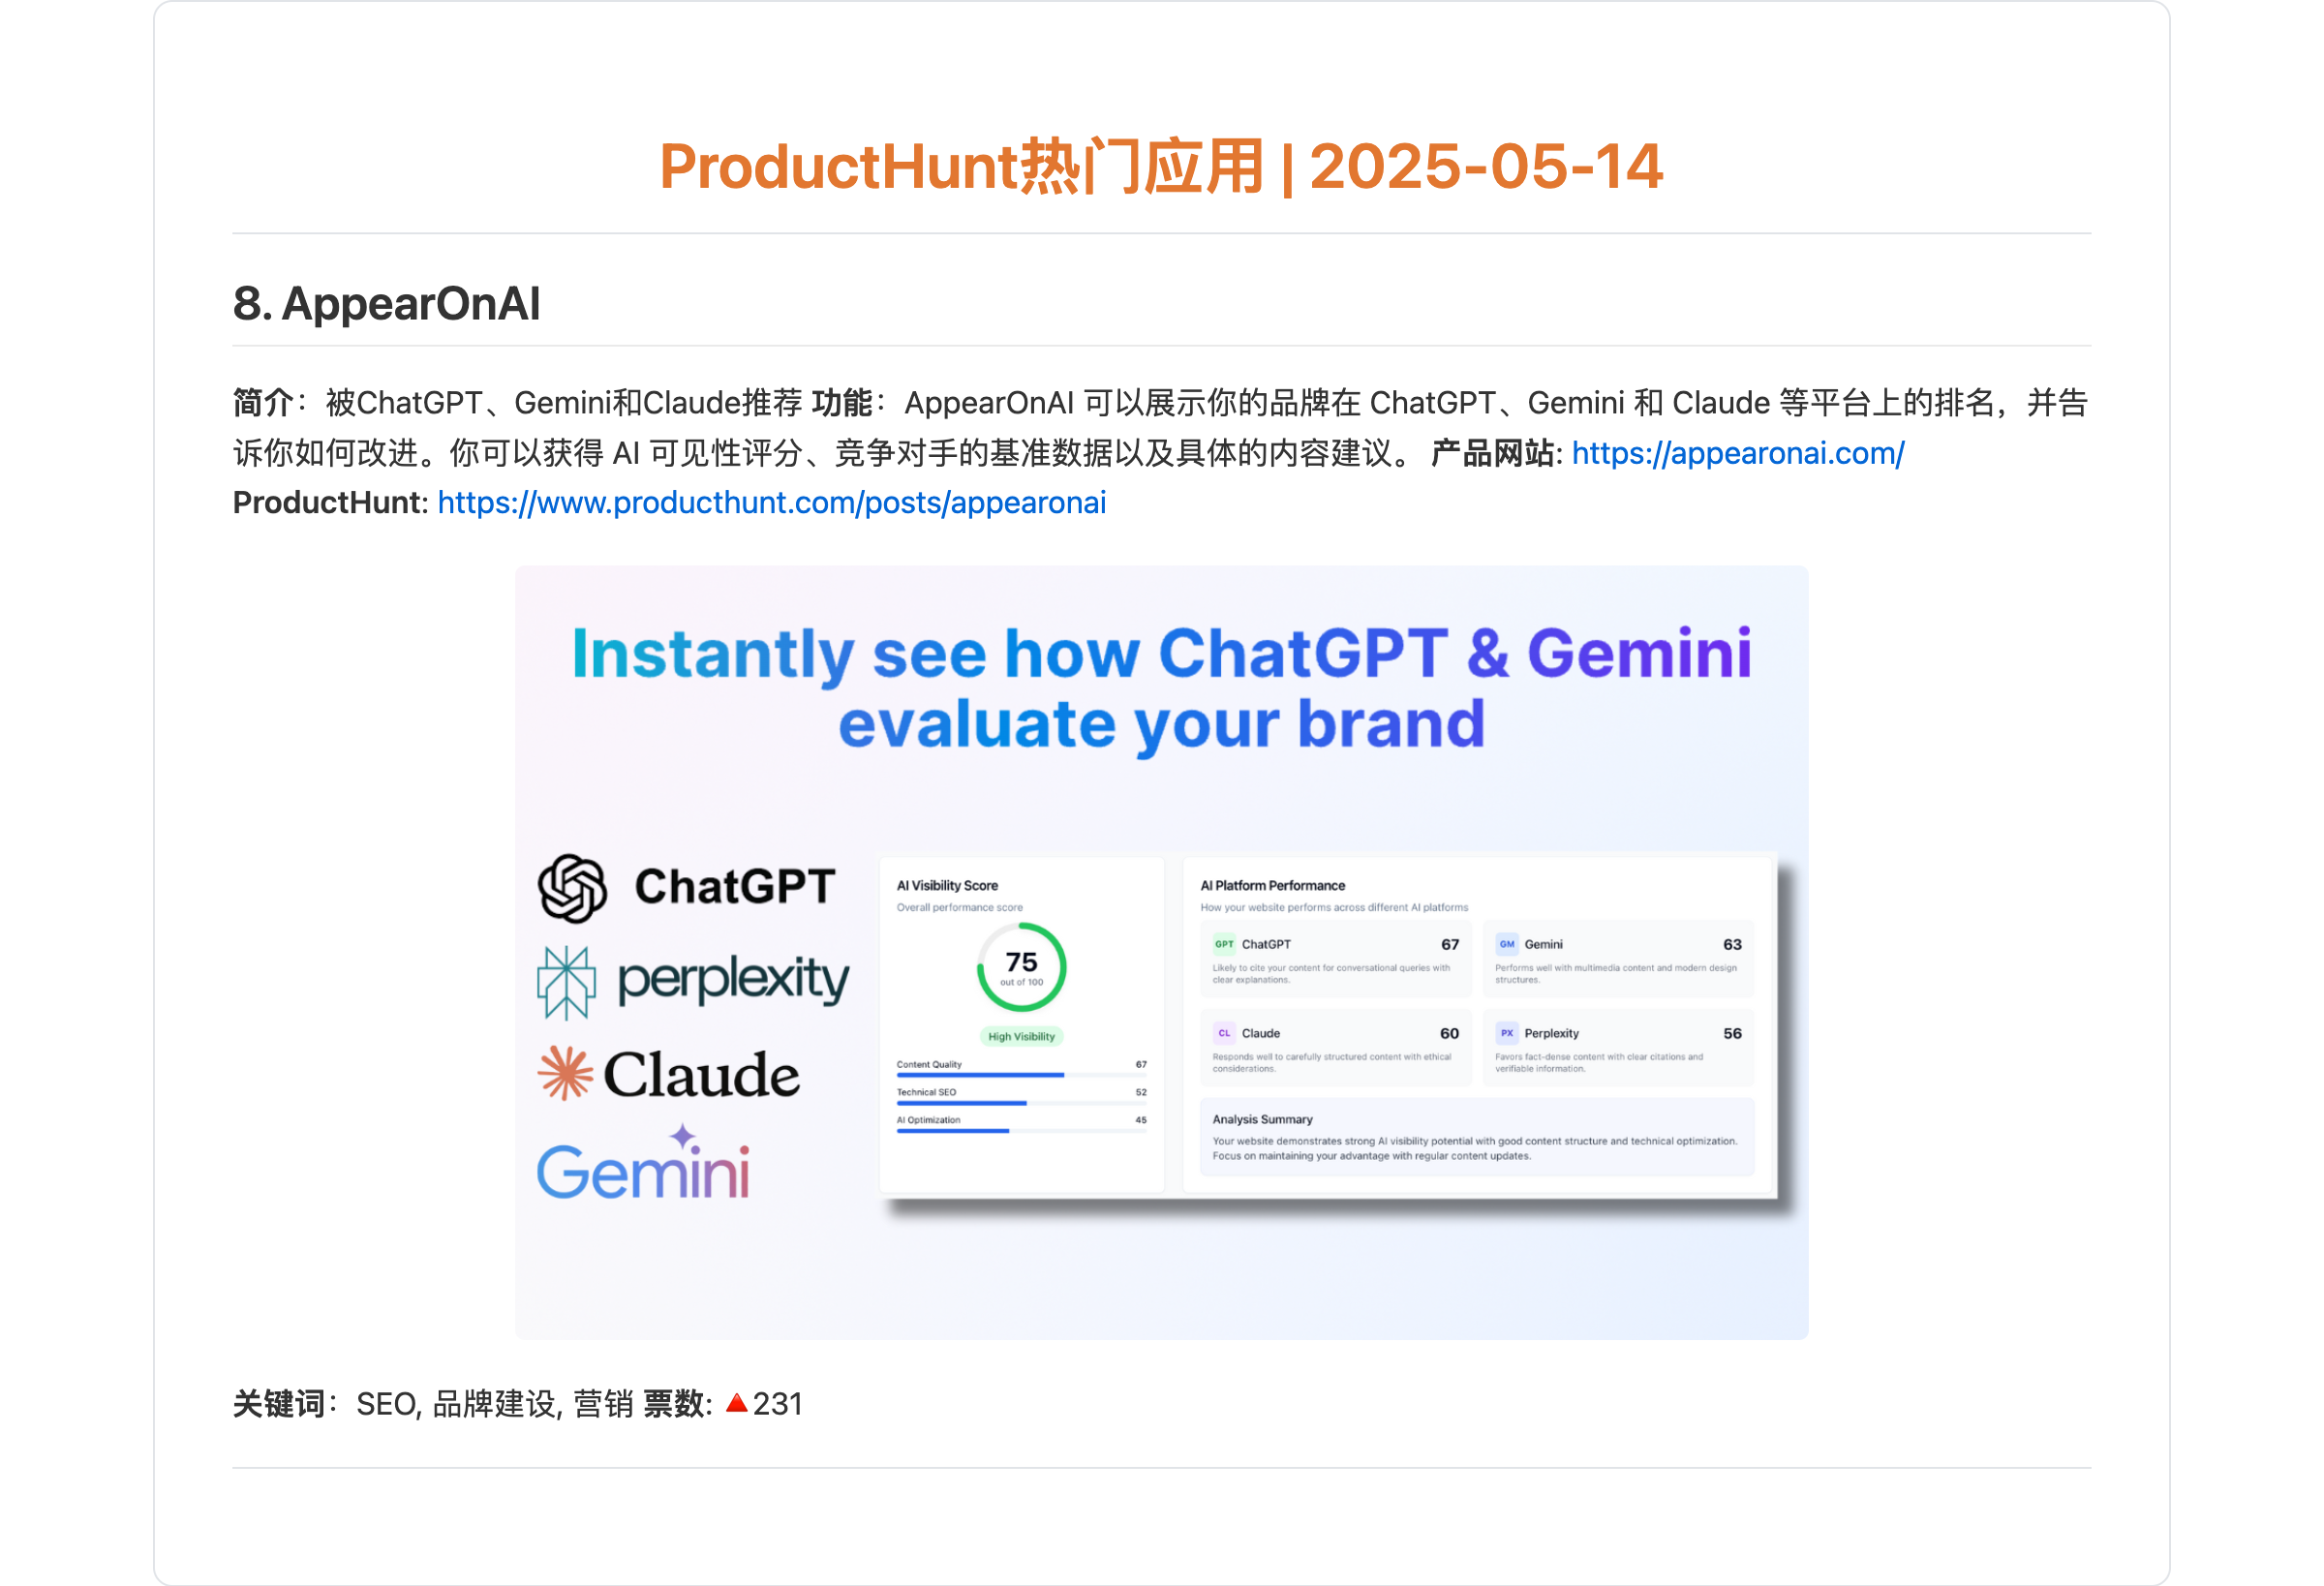 ProductHunt热门应用 | 2025-05-14
8. AppearOnAI
简介：被ChatGPT、Gemini和Claude推荐 功能：AppearOnAI 可以展示你的品牌在 ChatGPT、Gemini 和 Claude 等平台上的排名，并告
诉你如何改进。你可以获得 AI 可见性评分、竞争对手的基准数据以及具体的内容建议。 产品网站: https://appearonai.com/
ProductHunt: https://www.producthunt.com/posts/appearonai
Instantly see how ChatGPT & Gemini
evaluate your brand
ChatGPT
perplexity
Claude
Gemini
AI Visibility Score
Overall performance score
75
out of 100
High Visibility
Content Quality 67
Technical SEO 52
AI Optimization 45
AI Platform Performance
How your website performs across different AI platforms
GPT ChatGPT 67
Likely to cite your content for conversational queries with
clear explanations.
GM Gemini 63
Performs well with multimedia content and modern design
structures.
CL Claude 60
Responds well to carefully structured content with ethical
considerations.
PX Perplexity 56
Favors fact-dense content with clear citations and
verifiable information.
Analysis Summary
Your website demonstrates strong AI visibility potential with good content structure and technical optimization.
Focus on maintaining your advantage with regular content updates.
关键词：SEO, 品牌建设, 营销 票数: 🔺231